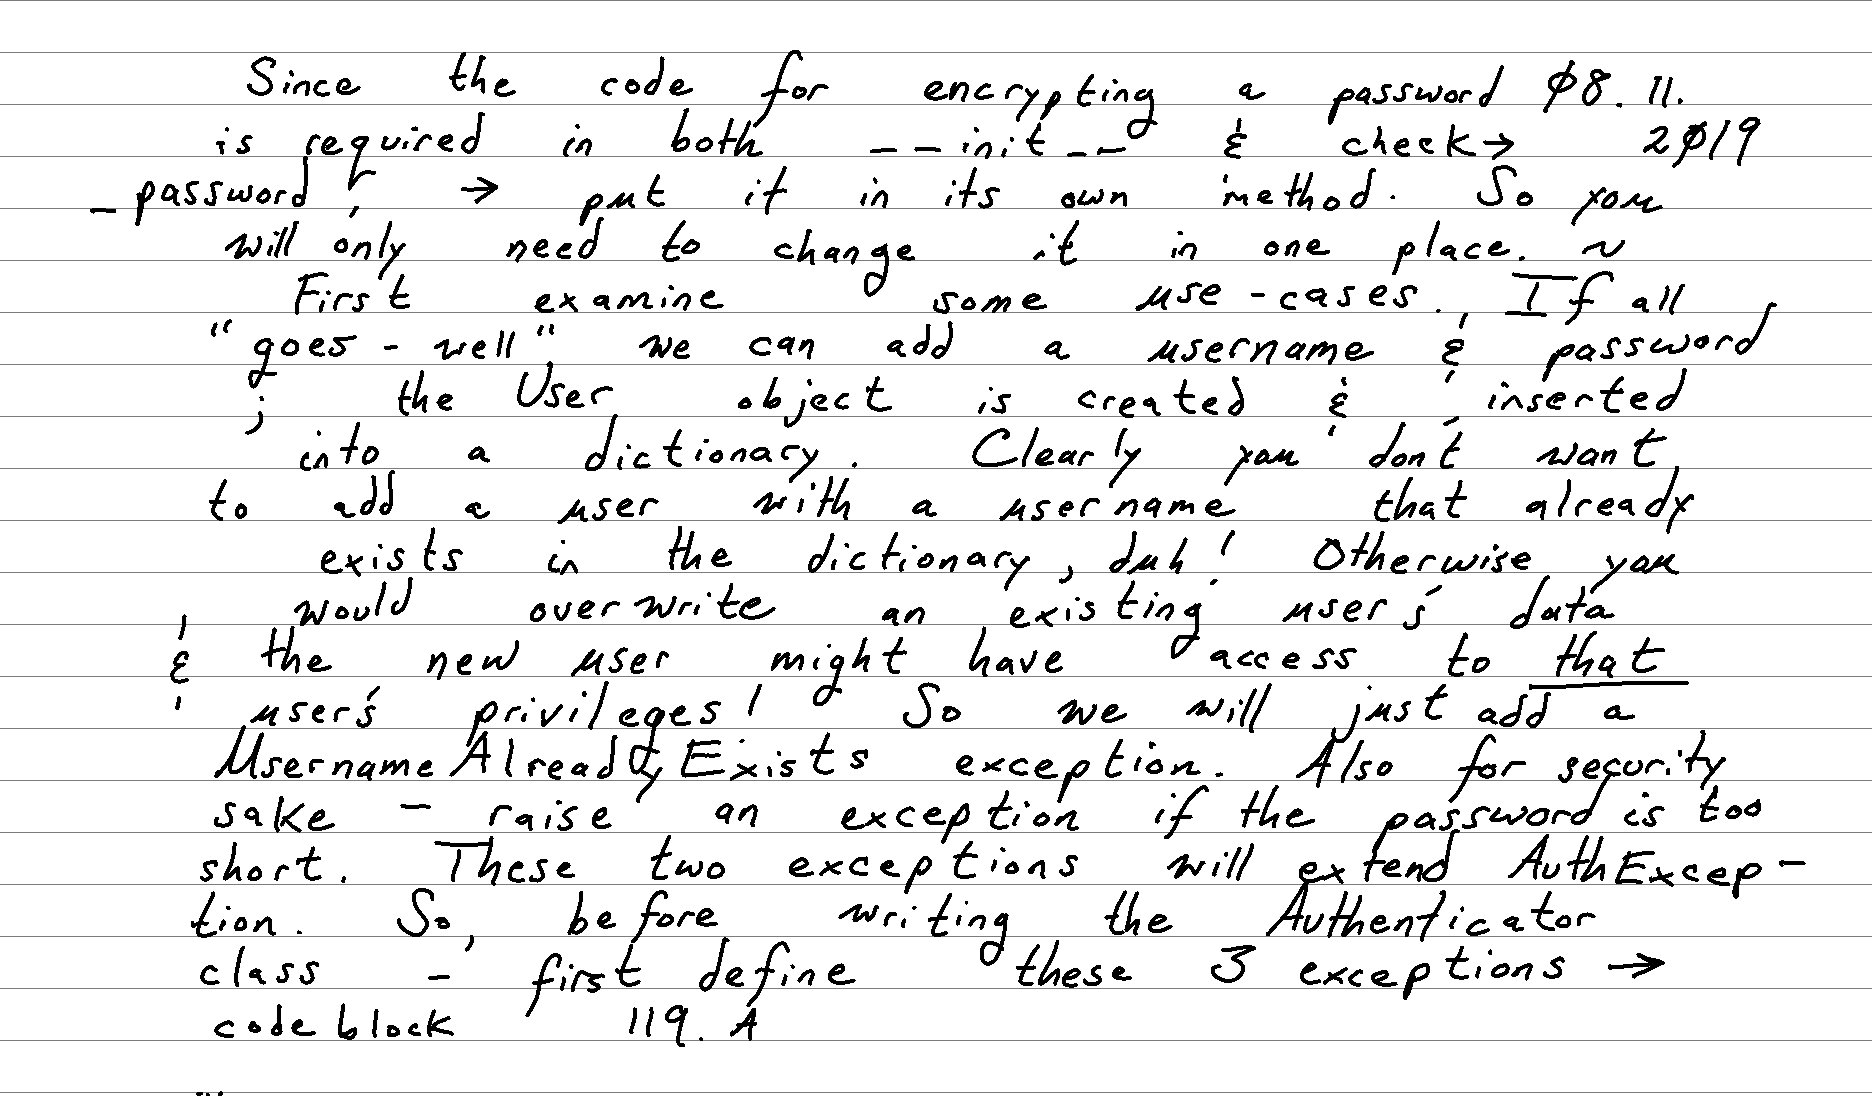 Since the code for encrypting a password Ø8.11.
is required in both __init__ & check→ 2Ø19
_password, → put it in its own method. So you
will only need to change it in one place. ~
First examine some use-cases. If all
"goes-well" we can add a username & password
; the User object is created & inserted
into a dictionary. Clearly you don't want
to add a user with a username that already
exists in the dictionary, duh! Otherwise you
would overwrite an existing user's data
& the new user might have access to that
user's privileges! So we will just add a
UsernameAlreadyExists exception. Also for security
sake - raise an exception if the password is too
short. These two exceptions will extend AuthExcep-
tion. So, before writing the Authenticator
class - first define these 3 exceptions →
code block 119.A